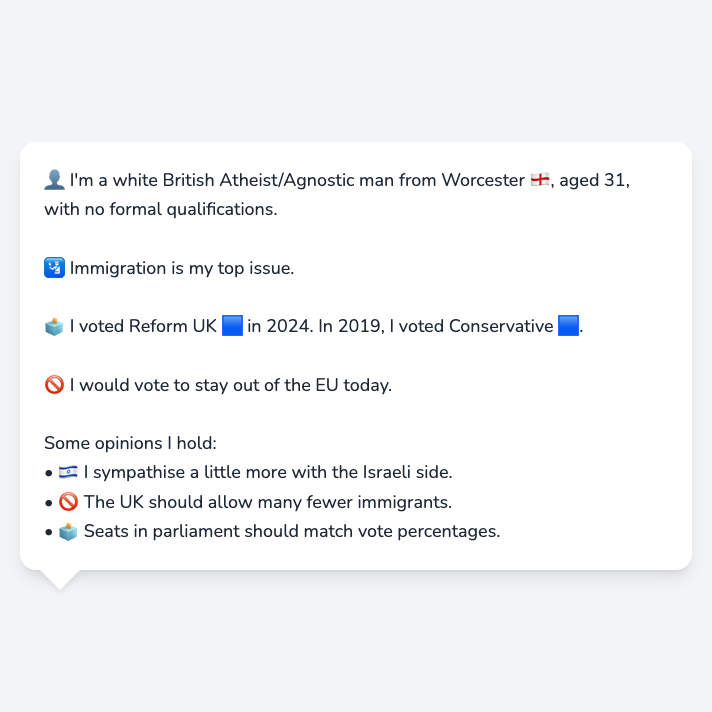 👤 I'm a white British Atheist/Agnostic man from Worcester 🏴󠁧󠁢󠁥󠁮󠁧󠁿, aged 31,
with no formal qualifications.
🛂 Immigration is my top issue.
🗳️ I voted Reform UK 🟦 in 2024. In 2019, I voted Conservative 🟦.
🚫 I would vote to stay out of the EU today.
Some opinions I hold:
• 🇮🇱 I sympathise a little more with the Israeli side.
• 🚫 The UK should allow many fewer immigrants.
• 🗳️ Seats in parliament should match vote percentages.